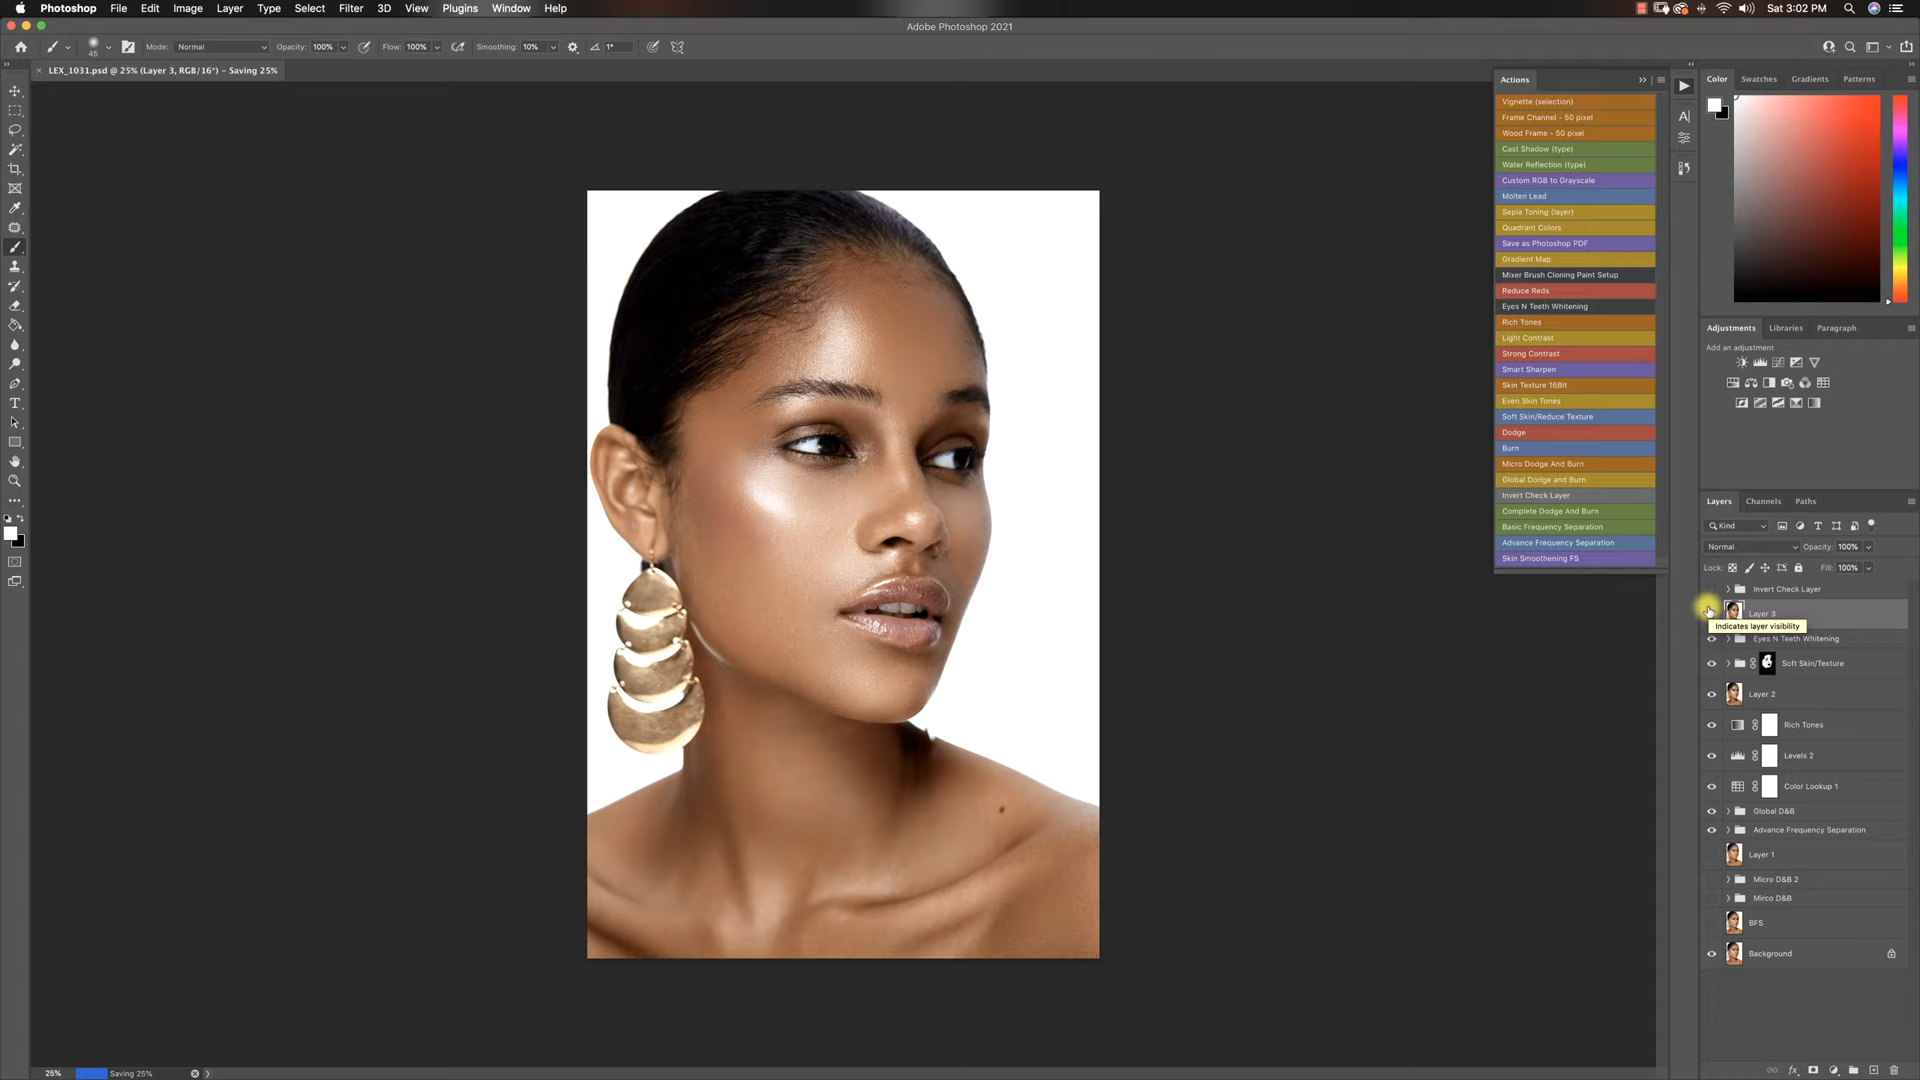 Photoshop File Edit Image Layer Type Select Filter 3D View Plugins Window Help Sat 3:02 PM
Adobe Photoshop 2021
45 Mode: Normal Opacity: 100% Flow: 100% Smoothing: 10% 1°
LEX_1031.psd @ 25% (Layer 3, RGB/16*) – Saving 25%
Actions
Vignette (selection)
Frame Channel - 50 pixel
Wood Frame - 50 pixel
Cast Shadow (type)
Water Reflection (type)
Custom RGB to Grayscale
Molten Lead
Sepia Toning (layer)
Quadrant Colors
Save as Photoshop PDF
Gradient Map
Mixer Brush Cloning Paint Setup
Reduce Reds
Eyes N Teeth Whitening
Rich Tones
Light Contrast
Strong Contrast
Smart Sharpen
Skin Texture 16Bit
Even Skin Tones
Soft Skin/Reduce Texture
Dodge
Burn
Micro Dodge And Burn
Global Dodge and Burn
Invert Check Layer
Complete Dodge And Burn
Basic Frequency Separation
Advance Frequency Separation
Skin Smoothening FS
Color Swatches Gradients Patterns
Adjustments Libraries Paragraph
Add an adjustment
Layers Channels Paths
Kind
Normal Opacity: 100%
Lock: Fill: 100%
Invert Check Layer
Layer 3
Indicates layer visibility
Eyes N Teeth Whitening
Soft Skin/Texture
Layer 2
Rich Tones
Levels 2
Color Lookup 1
Global D&B
Advance Frequency Separation
Layer 1
Micro D&B 2
Mirco D&B
BFS
Background
25% Saving 25%